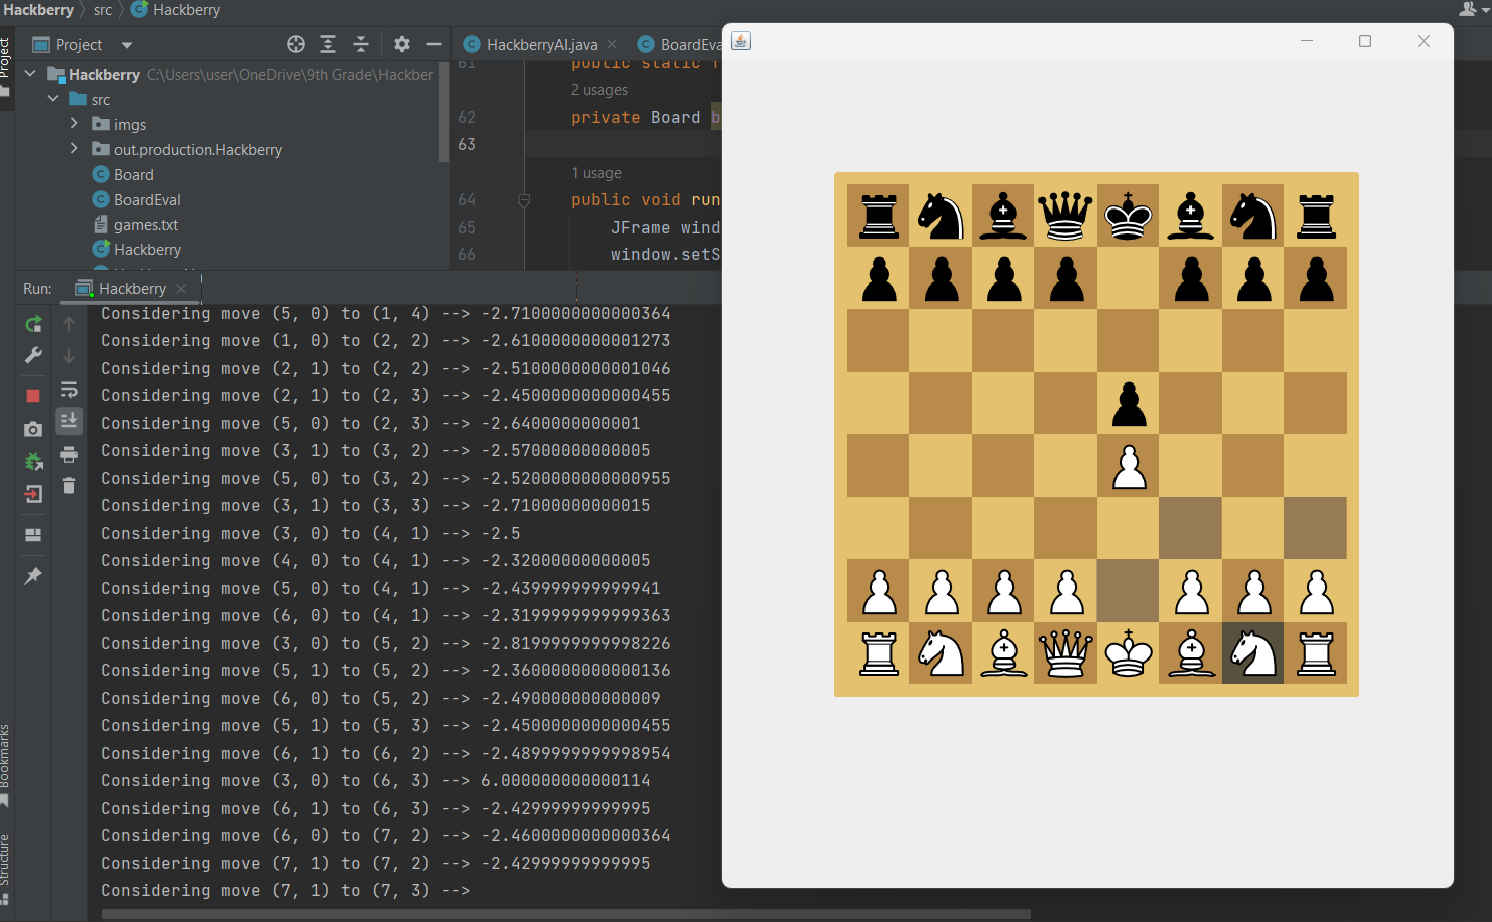 Hackberry src Hackberry
Project
Project
Hackberry C:\Users\user\OneDrive\9th Grade\Hackber
src
imgs
out.production.Hackberry
Board
BoardEval
games.txt
Hackberry
HackberryAI.java
BoardEva
61 public static
2 usages
62 private Board b
63
1 usage
64 public void run
65 JFrame wind
66 window.setS
Run: Hackberry
Considering move (5, 0) to (1, 4) --> -2.7100000000000364
Considering move (1, 0) to (2, 2) --> -2.6100000000001273
Considering move (2, 1) to (2, 2) --> -2.5100000000001046
Considering move (2, 1) to (2, 3) --> -2.4500000000000455
Considering move (5, 0) to (2, 3) --> -2.6400000000001
Considering move (3, 1) to (3, 2) --> -2.57000000000005
Considering move (5, 0) to (3, 2) --> -2.5200000000000955
Considering move (3, 1) to (3, 3) --> -2.71000000000015
Considering move (3, 0) to (4, 1) --> -2.5
Considering move (4, 0) to (4, 1) --> -2.32000000000005
Considering move (5, 0) to (4, 1) --> -2.439999999999941
Considering move (6, 0) to (4, 1) --> -2.3199999999999363
Considering move (3, 0) to (5, 2) --> -2.8199999999998226
Considering move (5, 1) to (5, 2) --> -2.3600000000000136
Considering move (6, 0) to (5, 2) --> -2.490000000000009
Considering move (5, 1) to (5, 3) --> -2.4500000000000455
Considering move (6, 1) to (6, 2) --> -2.4899999999998954
Considering move (3, 0) to (6, 3) --> 6.000000000000114
Considering move (6, 1) to (6, 3) --> -2.42999999999995
Considering move (6, 0) to (7, 2) --> -2.4600000000000364
Considering move (7, 1) to (7, 2) --> -2.42999999999995
Considering move (7, 1) to (7, 3) -->
Bookmarks
Structure